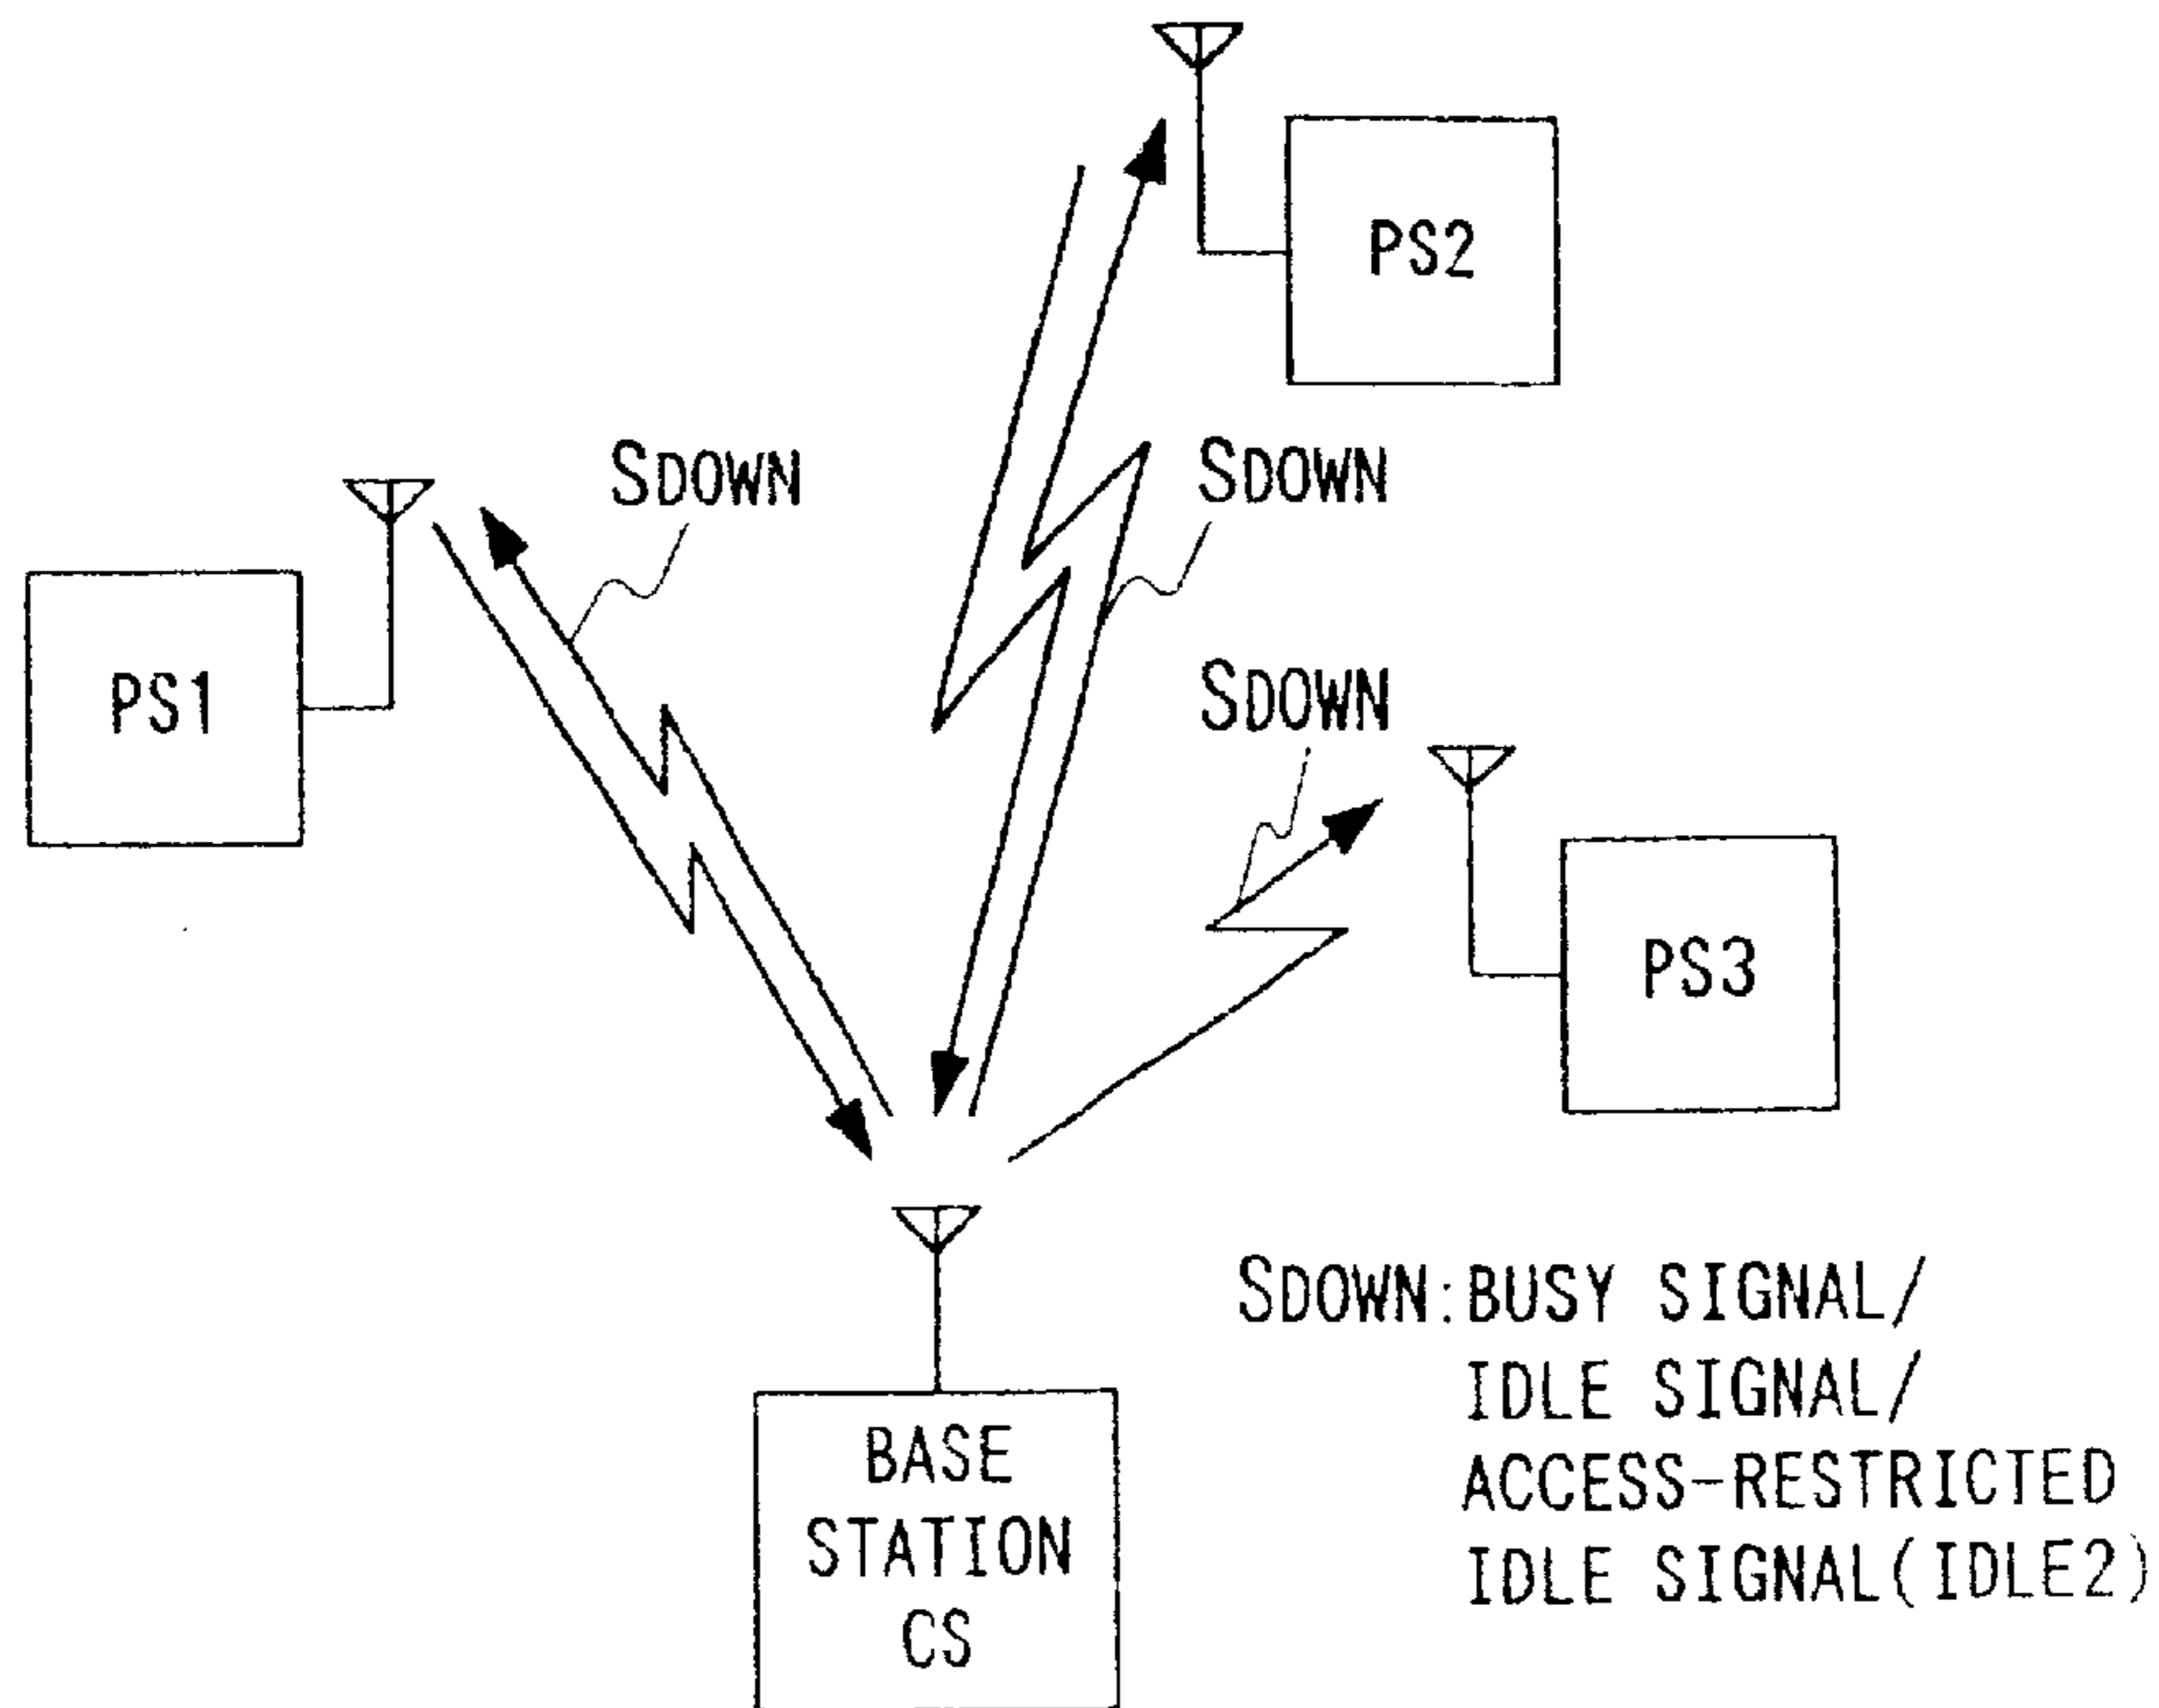 PS2
SDOWN
SDOWN
PS1
SDOWN
PS3
SDOWN:BUSY SIGNAL/
IDLE SIGNAL/
ACCESS-RESTRICTED
IDLE SIGNAL(IDLE2)
BASE
STATION
CS